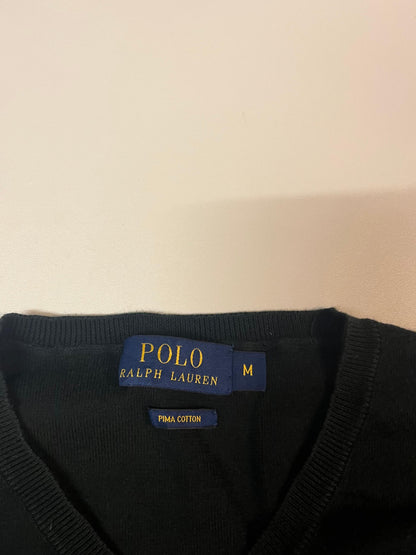 POLO
RALPH LAUREN
M
PIMA COTTON